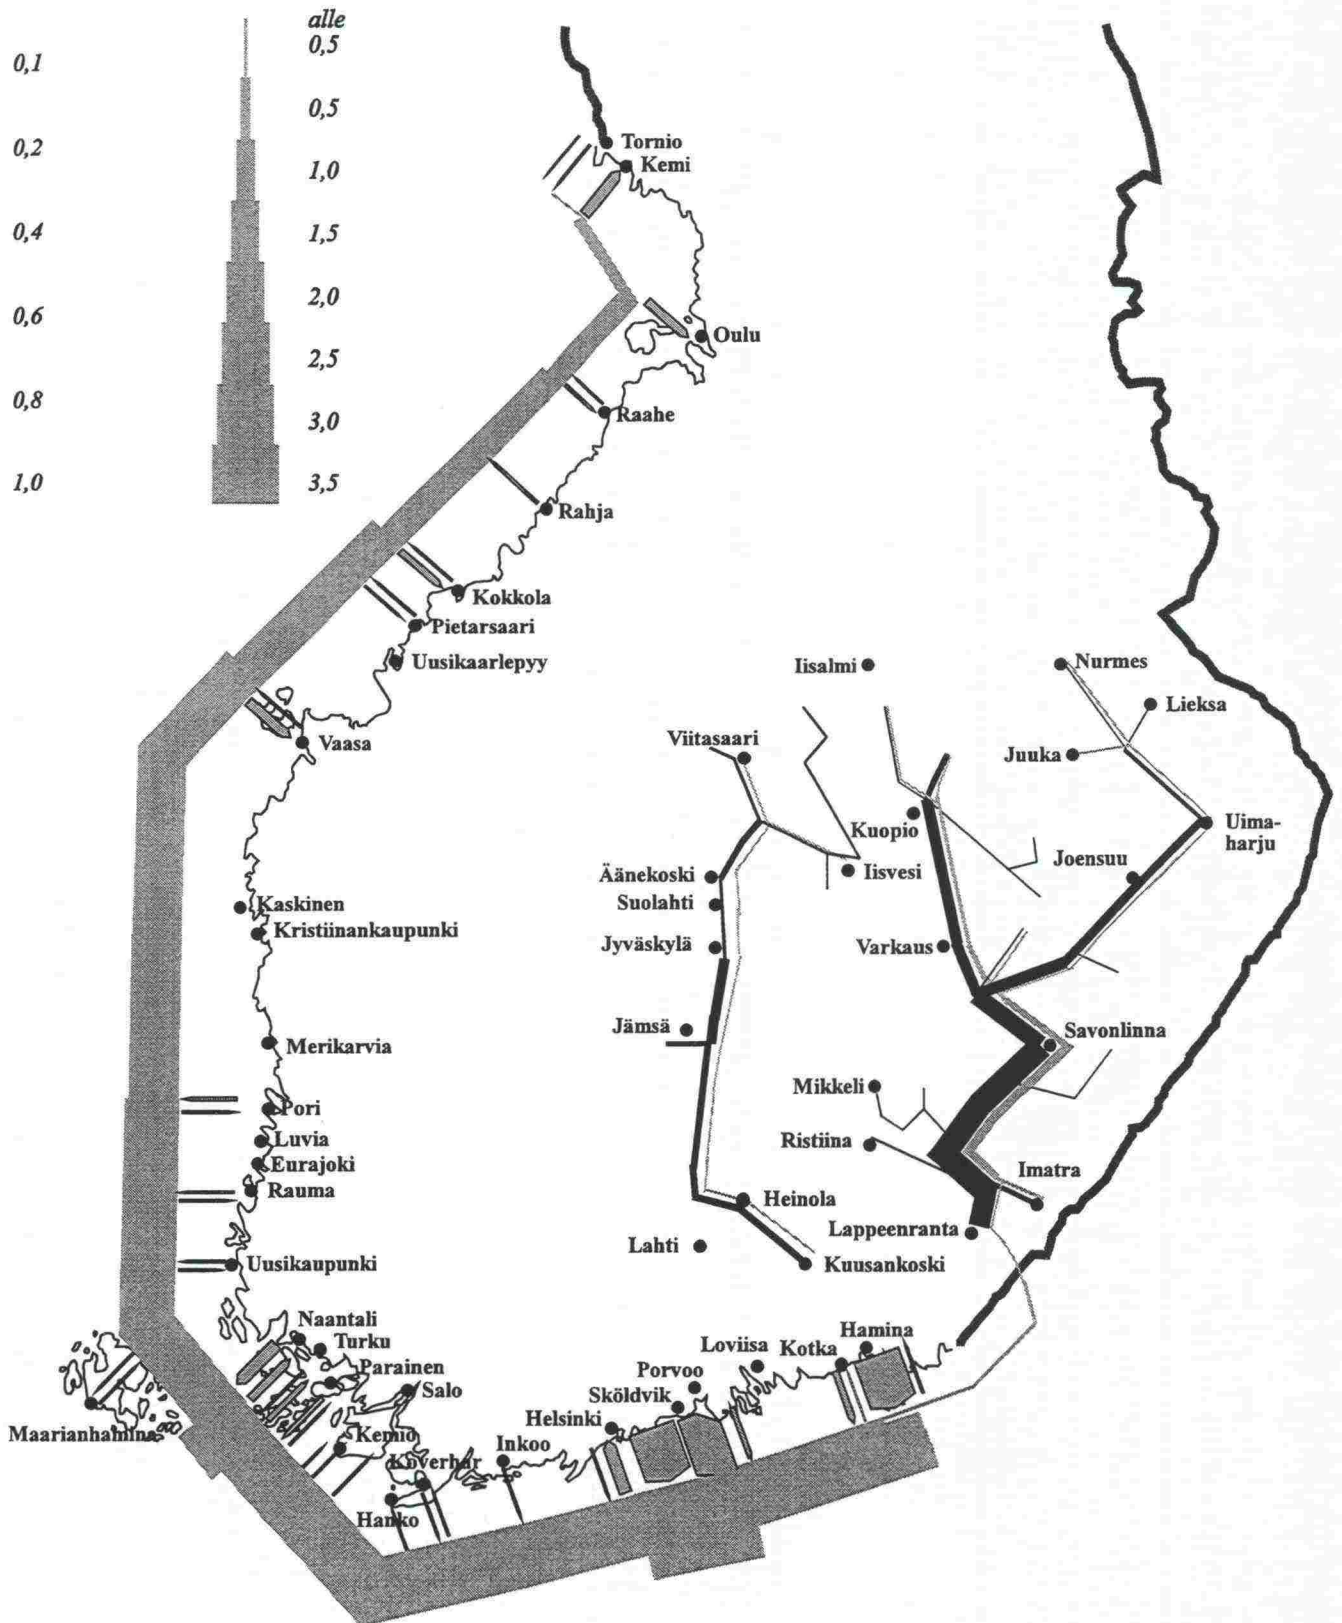 alle
0,5
0,1
0,5
0,2
1,0
0,4
1,5
2,0
0,6
2,5
0,8
3,0
1,0
3,5
Tornio
Kemi
Oulu
Raahe
Rahja
Kokkola
Pietarsaari
Uusikaarlepyy
Vaasa
Kaskinen
Kristiinankaupunki
Merikarvia
Pori
Luvia
Eurajoki
Rauma
Uusikaupunki
Naantali
Turku
Parainen
Salo
Maarianhamina
Kemiö
Koverhar
Hanko
Inkoo
Helsinki
Sköldvik
Porvoo
Loviisa
Kotka
Hamina
Iisalmi
Nurmes
Lieksa
Juuka
Viitasaari
Kuopio
Uima-
harju
Joensuu
Iisvesi
Äänekoski
Suolahti
Jyväskylä
Varkaus
Jämsä
Savonlinna
Mikkeli
Ristiina
Imatra
Heinola
Lappeenranta
Lahti
Kuusankoski